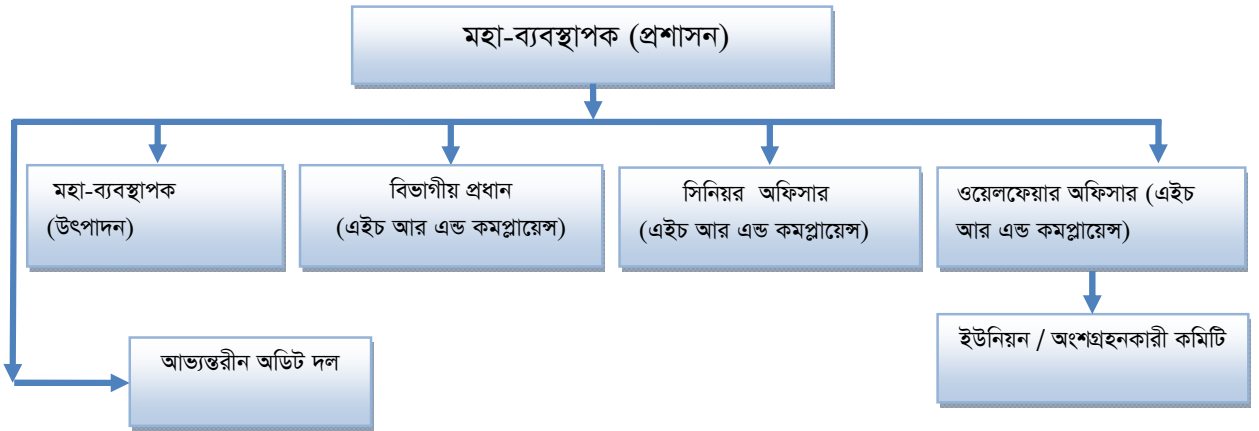 মহা-ব্যবস্থাপক (প্রশাসন)
মহা-ব্যবস্থাপক
(উৎপাদন)
বিভাগীয় প্রধান
(এইচ আর এন্ড কমপ্লায়েন্স)
সিনিয়র অফিসার
(এইচ আর এন্ড কমপ্লায়েন্স)
ওয়েলফেয়ার অফিসার (এইচ
আর এন্ড কমপ্লায়েন্স)
ইউনিয়ন / অংশগ্রহনকারী কমিটি
আভ্যন্তরীন অডিট দল